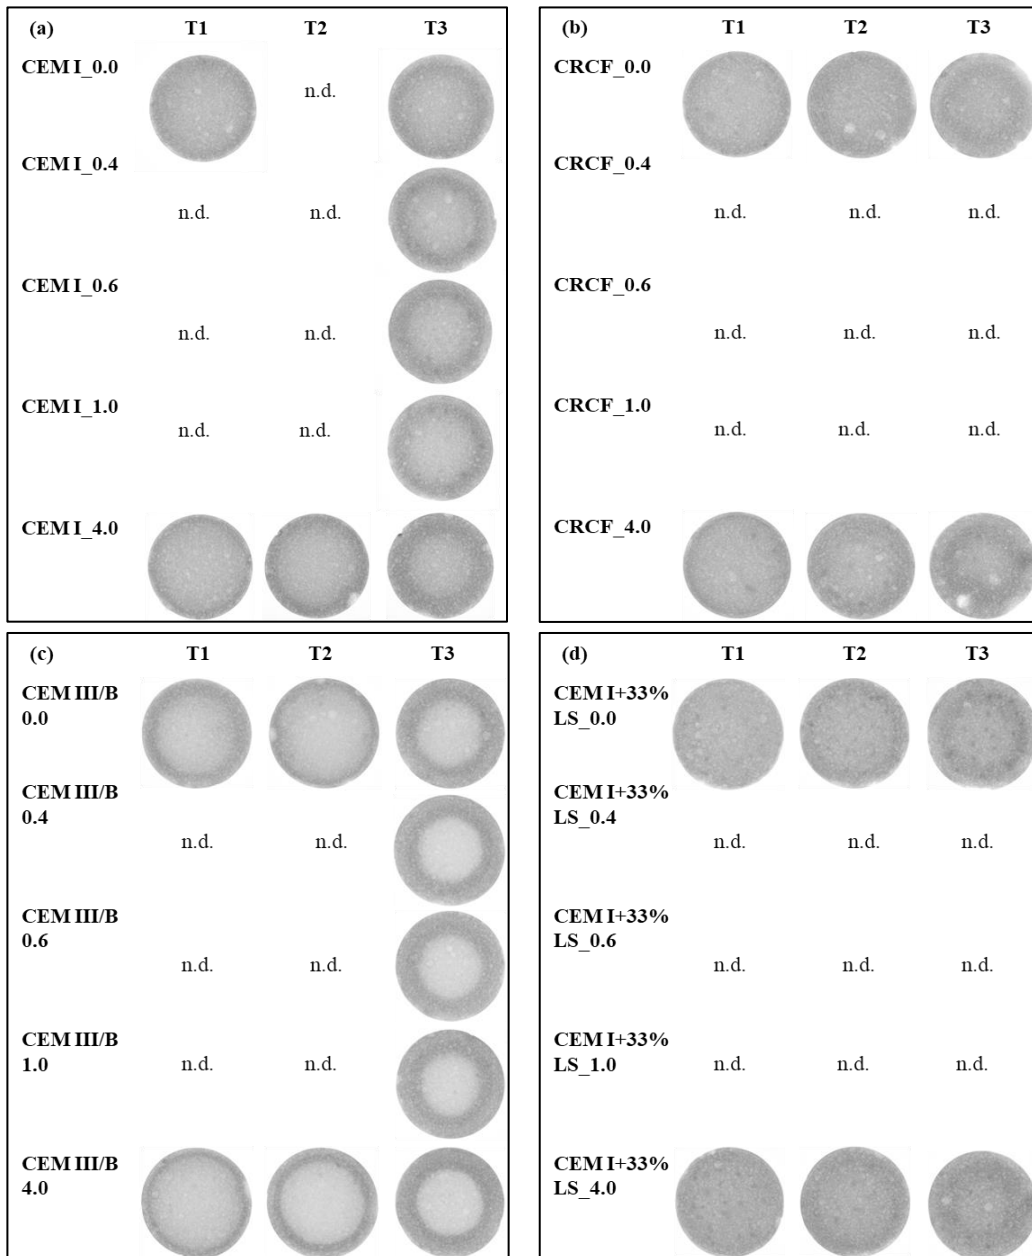 (a) T1 T2 T3
CEM I_0.0
n.d.
CEM I_0.4
n.d. n.d.
CEM I_0.6
n.d. n.d.
CEM I_1.0
n.d. n.d.
CEM I_4.0
(b) T1 T2 T3
CRCF_0.0
CRCF_0.4
n.d. n.d. n.d.
CRCF_0.6
n.d. n.d. n.d.
CRCF_1.0
n.d. n.d. n.d.
CRCF_4.0
(c) T1 T2 T3
CEM III/B
0.0
CEM III/B
0.4
n.d. n.d.
CEM III/B
0.6
n.d. n.d.
CEM III/B
1.0 n.d. n.d.
CEM III/B
4.0
(d) T1 T2 T3
CEM I+33%
LS_0.0
CEM I+33%
LS_0.4
n.d. n.d. n.d.
CEM I+33%
LS_0.6
n.d. n.d. n.d.
CEM I+33%
LS_1.0 n.d. n.d. n.d.
CEM I+33%
LS_4.0